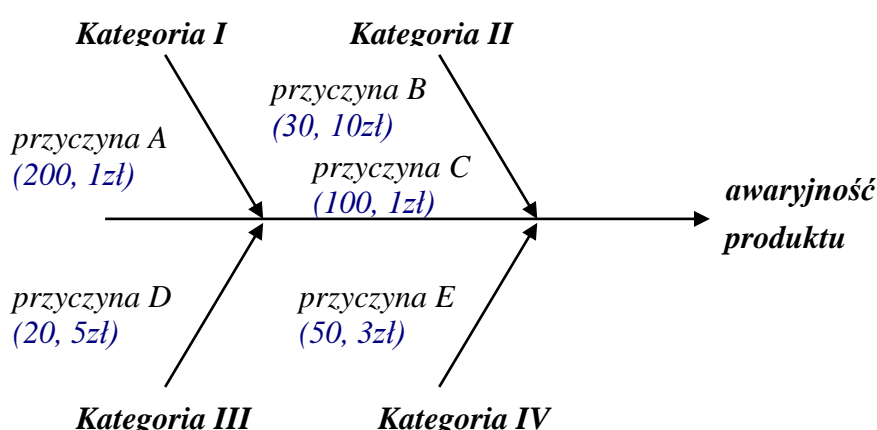 Kategoria I
Kategoria II
przyczyna A
(200, 1zł)
przyczyna B
(30, 10zł)
przyczyna C
(100, 1zł)
awaryjność
produktu
przyczyna D
(20, 5zł)
przyczyna E
(50, 3zł)
Kategoria III
Kategoria IV